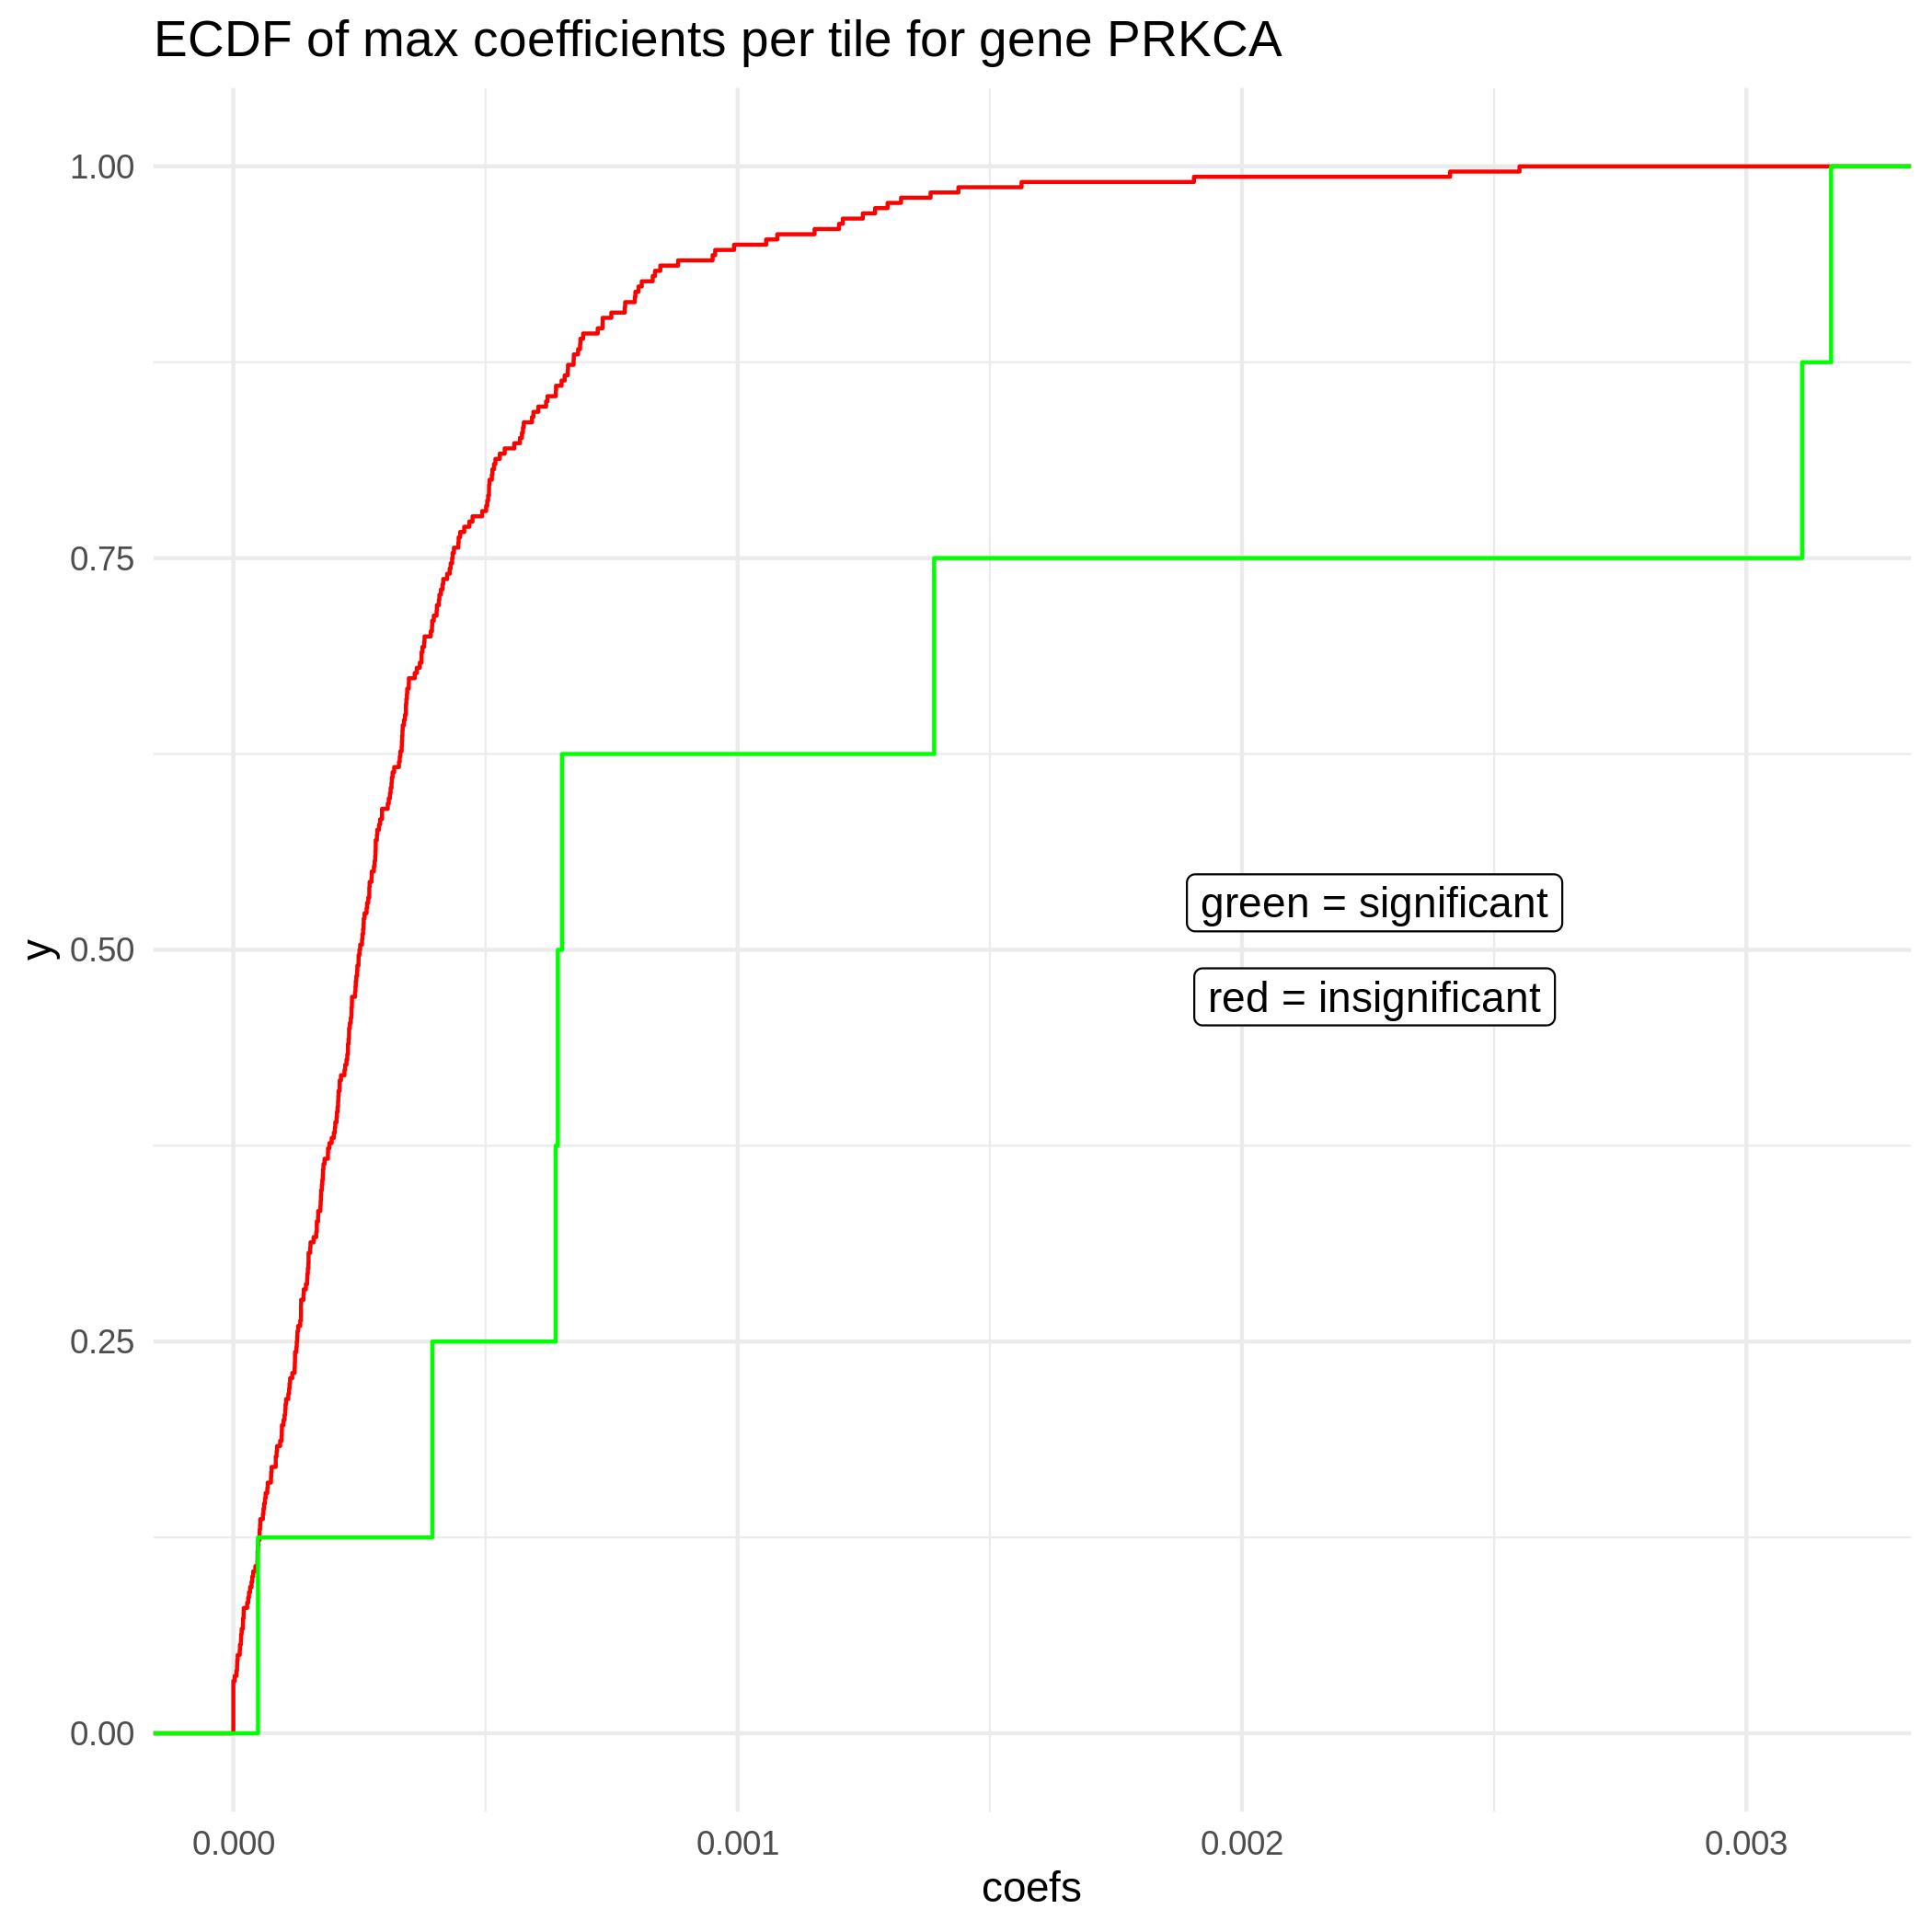 ECDF of max coefficients per tile for gene PRKCA
1.00
0.75
0.50
0.25
0.00
y
green = significant
red = insignificant
0.000 0.001 0.002 0.003
coefs